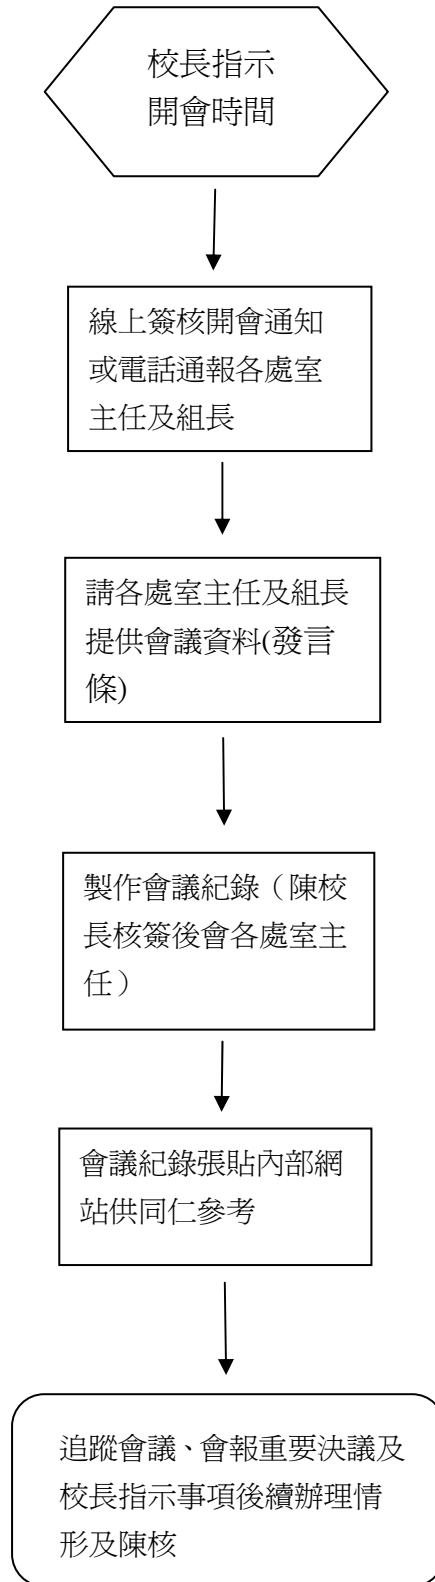 校長指示
開會時間
線上簽核開會通知
或電話通報各處室
主任及組長
請各處室主任及組長
提供會議資料(發言
條)
製作會議紀錄（陳校
長核簽後會各處室主
任）
會議紀錄張貼內部網
站供同仁參考
追蹤會議、會報重要決議及
校長指示事項後續辦理情
形及陳核